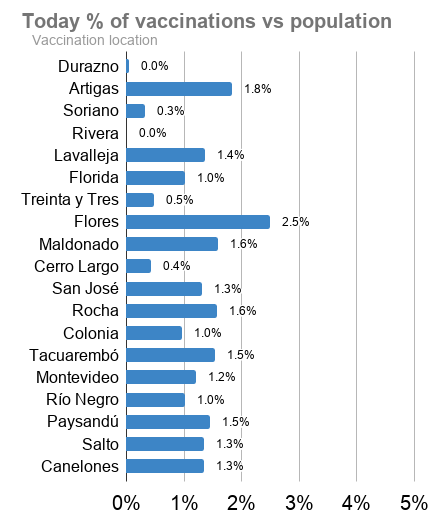 Today % of vaccinations vs population
Vaccination location
Durazno 0.0%
Artigas 1.8%
Soriano 0.3%
Rivera 0.0%
Lavalleja 1.4%
Florida 1.0%
Treinta y Tres 0.5%
Flores 2.5%
Maldonado 1.6%
Cerro Largo 0.4%
San José 1.3%
Rocha 1.6%
Colonia 1.0%
Tacuarembó 1.5%
Montevideo 1.2%
Río Negro 1.0%
Paysandú 1.5%
Salto 1.3%
Canelones 1.3%
0% 1% 2% 3% 4% 5%